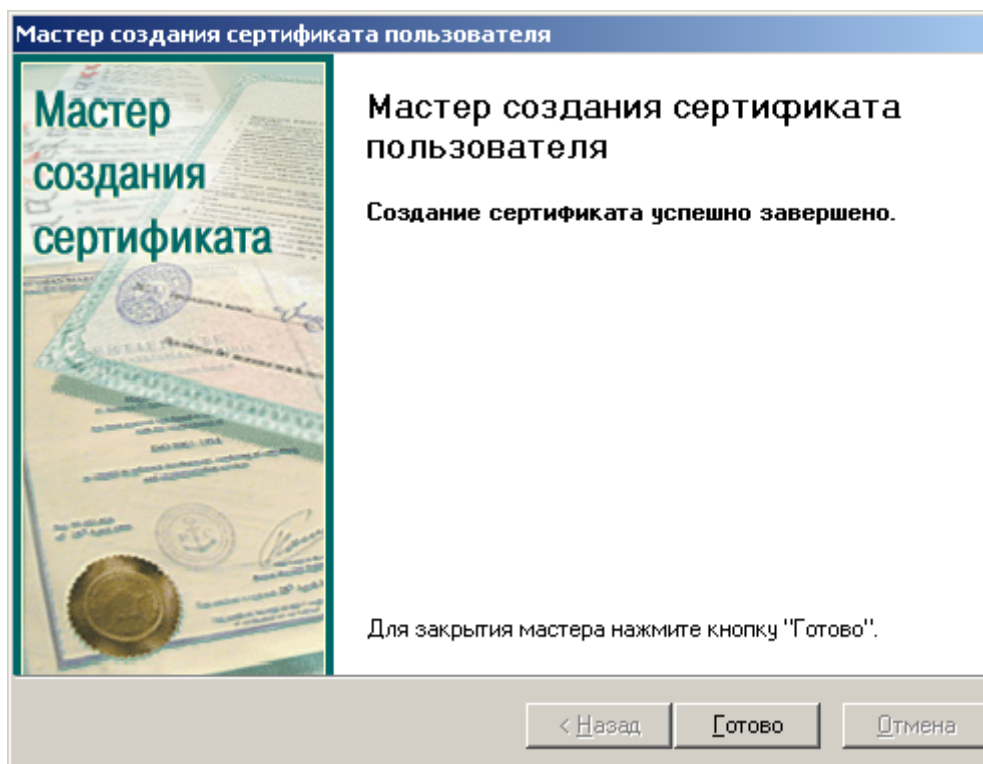 Мастер создания сертификата пользователя
Мастер
создания
сертификата
Мастер создания сертификата
пользователя
Создание сертификата успешно завершено.
Для закрытия мастера нажмите кнопку "Готово".
< Назад
Готово
Отмена